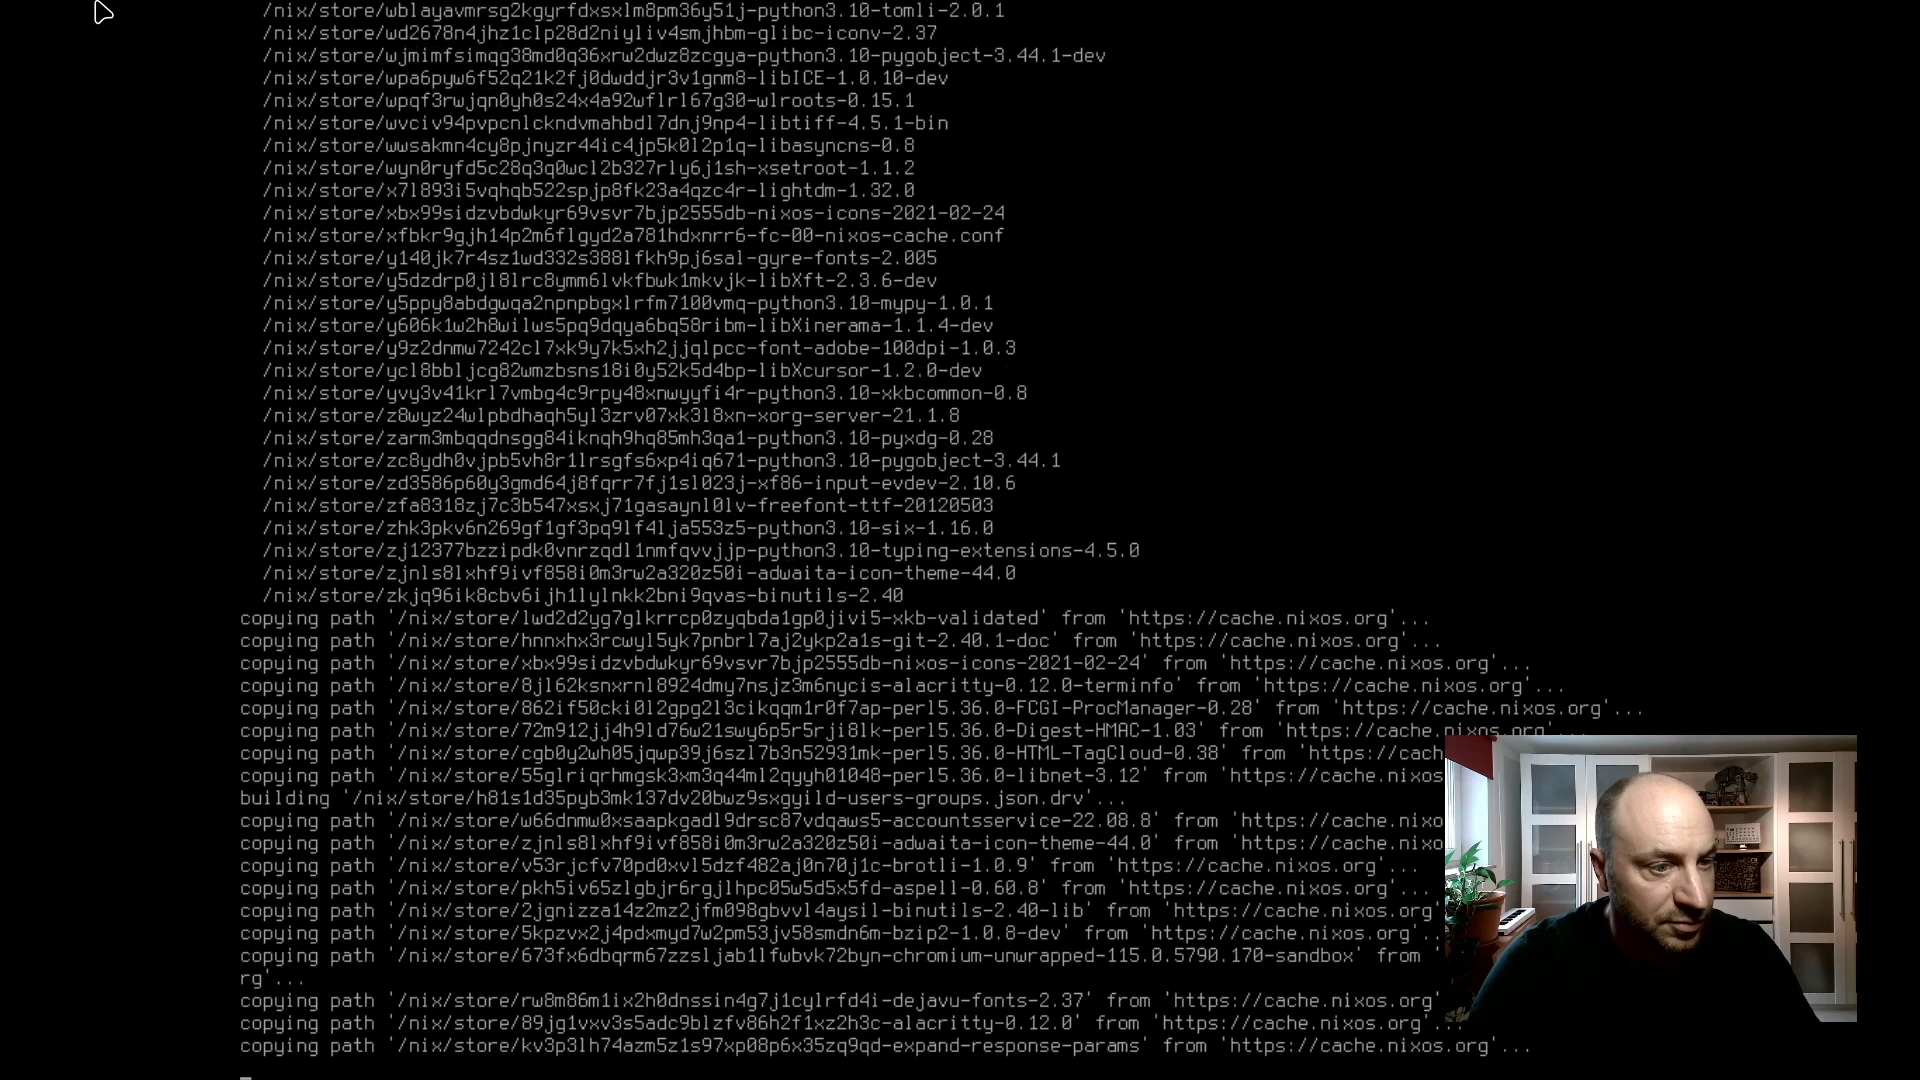 /nix/store/wblayavmrsg2kgyrfdxsxlm8pm36y51j-python3.10-tomli-2.0.1
/nix/store/wd2678n4jhz1clp28d2niyliv4smjhbm-glibc-iconv-2.37
/nix/store/wjmimfsimqg38md0q36xrw2dwz8zcgya-python3.10-pygobject-3.44.1-dev
/nix/store/wpa6pyw6f52q21k2fj0dwddjr3v1gnm8-libICE-1.0.10-dev
/nix/store/wpqf3rwjqn0yh0s24x4a92wflrl67g30-wlroots-0.15.1
/nix/store/wvciv94pvpcnlckndvmahbdl7dnj9np4-libtiff-4.5.1-bin
/nix/store/wwsakmn4cy8pjnyzr44ic4jp5k0l2p1q-libasyncns-0.8
/nix/store/wyn0ryfd5c28q3q0wcl2b327rly6j1sh-xsetroot-1.1.2
/nix/store/x7l893i5vqhqb522spjp8fk23a4qzc4r-lightdm-1.32.0
/nix/store/xbx99sidzvbdwkyr69vsvr7bjp2555db-nixos-icons-2021-02-24
/nix/store/xfbkr9gjh14p2m6flgyd2a781hdxnrr6-fc-00-nixos-cache.conf
/nix/store/y140jk7r4sz1wd332s388lfkh9pj6sal-gyre-fonts-2.005
/nix/store/y5dzdrp0jl8lrc8ymm6lvkfbwk1mkvjk-libXft-2.3.6-dev
/nix/store/y5ppy8abdgwqa2npnpbgxlrfm7100vmq-python3.10-mypy-1.0.1
/nix/store/y606k1w2h8wilws5pq9dqya6bq58ribm-libXinerama-1.1.4-dev
/nix/store/y9z2dnmw7242cl7xk9y7k5xh2jjqlpcc-font-adobe-100dpi-1.0.3
/nix/store/ycl8bbljcg82wmzbsns18i0y52k5d4bp-libXcursor-1.2.0-dev
/nix/store/yvy3v41krl7vmbg4c9rpy48xnwyyfi4r-python3.10-xkbcommon-0.8
/nix/store/z8wyz24wlpbdhaqh5yl3zrv07xk3l8xn-xorg-server-21.1.8
/nix/store/zarm3mbqqdnsgg84iknqh9hq85mh3qa1-python3.10-pyxdg-0.28
/nix/store/zc8ydh0vjpb5vh8r1lrsgfs6xp4iq671-python3.10-pygobject-3.44.1
/nix/store/zd3586p60y3gmd64j8fqrr7fj1sl023j-xf86-input-evdev-2.10.6
/nix/store/zfa8318zj7c3b547xsxj71gasaynl0lv-freefont-ttf-20120503
/nix/store/zhk3pkv6n269gf1gf3pq9lf4lja553z5-python3.10-six-1.16.0
/nix/store/zj12377bzzipdk0vnrzqdl1nmfqvvjjp-python3.10-typing-extensions-4.5.0
/nix/store/zjnls8lxhf9ivf858i0m3rw2a320z50i-adwaita-icon-theme-44.0
/nix/store/zkjq96ik8cbv6ijh1lylnkk2bni9qvas-binutils-2.40
copying path '/nix/store/lwd2d2yg7glkrrcp0zyqbda1gp0jivi5-xkb-validated' from 'https://cache.nixos.org'...
copying path '/nix/store/hnnxhx3rcwyl5yk7pnbrl7aj2ykp2a1s-git-2.40.1-doc' from 'https://cache.nixos.org'...
copying path '/nix/store/xbx99sidzvbdwkyr69vsvr7bjp2555db-nixos-icons-2021-02-24' from 'https://cache.nixos.org'...
copying path '/nix/store/8jl62ksnxrnl8924dmy7nsjz3m6nycis-alacritty-0.12.0-terminfo' from 'https://cache.nixos.org'...
copying path '/nix/store/862if50cki0l2gpg2l3cikqqm1r0f7ap-perl5.36.0-FCGI-ProcManager-0.28' from 'https://cache.nixos.org'...
copying path '/nix/store/72m912jj4h9ld76w21swy6p5r5rji8lk-perl5.36.0-Digest-HMAC-1.03' from 'https://cache.nixos.org'...
copying path '/nix/store/cgb0y2wh05jqwp39j6szl7b3n52931mk-perl5.36.0-HTML-TagCloud-0.38' from 'https://cach
copying path '/nix/store/55glriqrhmgsk3xm3q44ml2qyyh01048-perl5.36.0-libnet-3.12' from 'https://cache.nixos
building '/nix/store/h81s1d35pyb3mk137dv20bwz9sxgyild-users-groups.json.drv'...
copying path '/nix/store/w66dnmw0xsaapkgadl9drsc87vdqaws5-accountsservice-22.08.8' from 'https://cache.nixo
copying path '/nix/store/zjnls8lxhf9ivf858i0m3rw2a320z50i-adwaita-icon-theme-44.0' from 'https://cache.nixo
copying path '/nix/store/v53rjcfv70pd0xvl5dzf482aj0n70j1c-brotli-1.0.9' from 'https://cache.nixos.org'...
copying path '/nix/store/pkh5iv65zlgbjr6rgjlhpc05w5d5x5fd-aspell-0.60.8' from 'https://cache.nixos.org'...
copying path '/nix/store/2jgnizza14z2mz2jfm098gbvvl4aysil-binutils-2.40-lib' from 'https://cache.nixos.org'
copying path '/nix/store/5kpzvx2j4pdxmyd7w2pm53jv58smdn6m-bzip2-1.0.8-dev' from 'https://cache.nixos.org'.
copying path '/nix/store/673fx6dbqrm67zzsljab1lfwbvk72byn-chromium-unwrapped-115.0.5790.170-sandbox' from '
rg'...
copying path '/nix/store/rw8m86m1ix2h0dnssin4g7j1cylrfd4i-dejavu-fonts-2.37' from 'https://cache.nixos.org'
copying path '/nix/store/89jg1vxv3s5adc9blzfv86h2f1xz2h3c-alacritty-0.12.0' from 'https://cache.nixos.org'...
copying path '/nix/store/kv3p3lh74azm5z1s97xp08p6x35zq9qd-expand-response-params' from 'https://cache.nixos.org'...